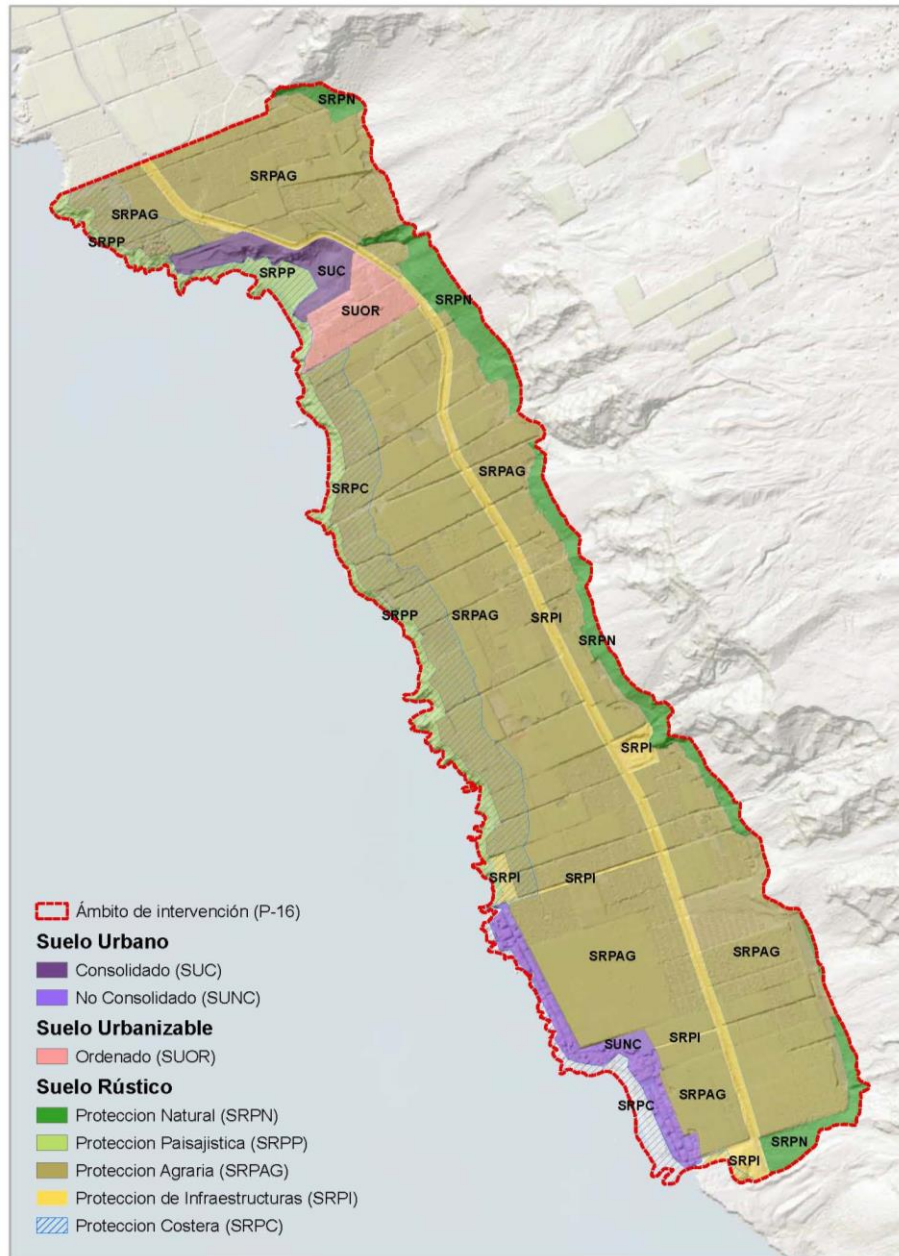 SRPN
SRPAG
SRPAG
SRPP
SRPP
SUC
SRPN
SUOR
SRPAG
SRPC
SRPP
SRPAG
SRPI
SRPN
SRPI
SRPI
SRPI
SRPAG
SRPAG
SUNC
SRPI
SRPC
SRPAG
SRPN
SRPI
Ámbito de intervención (P-16)
Suelo Urbano
Consolidado (SUC)
No Consolidado (SUNC)
Suelo Urbanizable
Ordenado (SUOR)
Suelo Rústico
Proteccion Natural (SRPN)
Proteccion Paisajistica (SRPP)
Proteccion Agraria (SRPAG)
Proteccion de Infraestructuras (SRPI)
Proteccion Costera (SRPC)